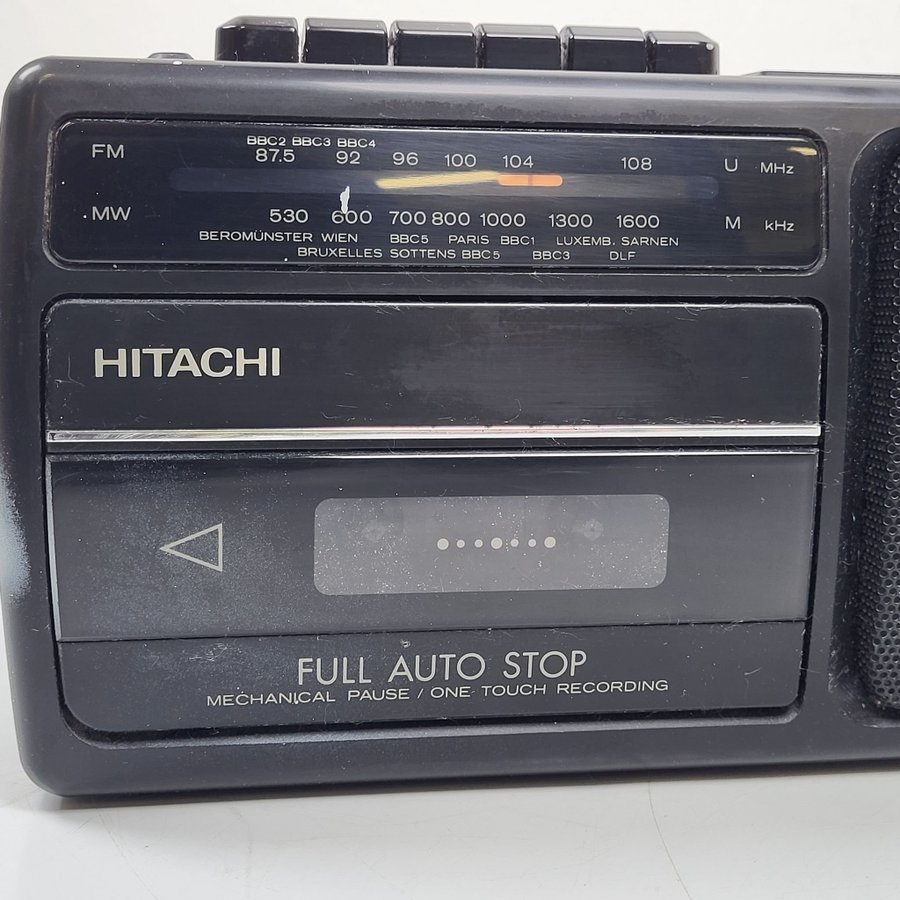 BBC2 BBC3 BBC4
FM 87.5 92 96 100 104 108 U MHz
MW 530 600 700 800 1000 1300 1600 M kHz
BEROMÜNSTER WIEN BBC5 PARIS BBC1 LUXEMB. SARNEN
BRUXELLES SOTTENS BBC5 BBC3 DLF
HITACHI
FULL AUTO STOP
MECHANICAL PAUSE / ONE TOUCH RECORDING